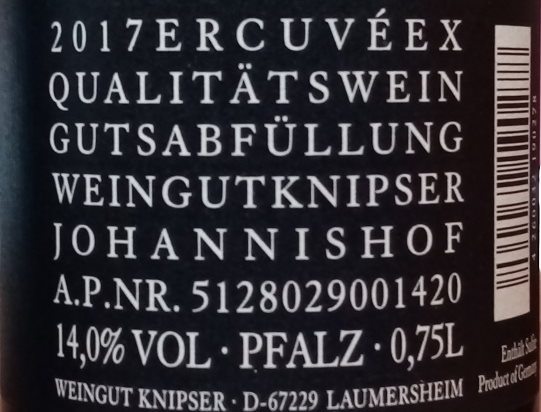 2017ERCUVÉEX
QUALITÄTSWEIN
GUTSABFÜLLUNG
WEINGUTKNIPSER
JOHANNISHOF
A.P.NR. 5128029001420
14,0% VOL · PFALZ · 0,75L
WEINGUT KNIPSER · D-67229 LAUMERSHEIM
Enthält
Product of Germany